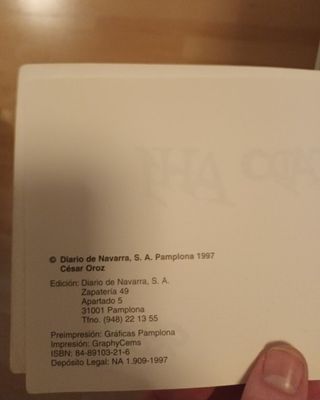 © Diario de Navarra, S. A. Pamplona 1997
César Oroz
Edición: Diario de Navarra, S. A.
Zapatería 49
Apartado 5
31001 Pamplona
Tfno. (948) 22 13 55
Preimpresión: Gráficas Pamplona
Impresión: GraphyCems
ISBN: 84-89103-21-6
Depósito Legal: NA 1.909-1997